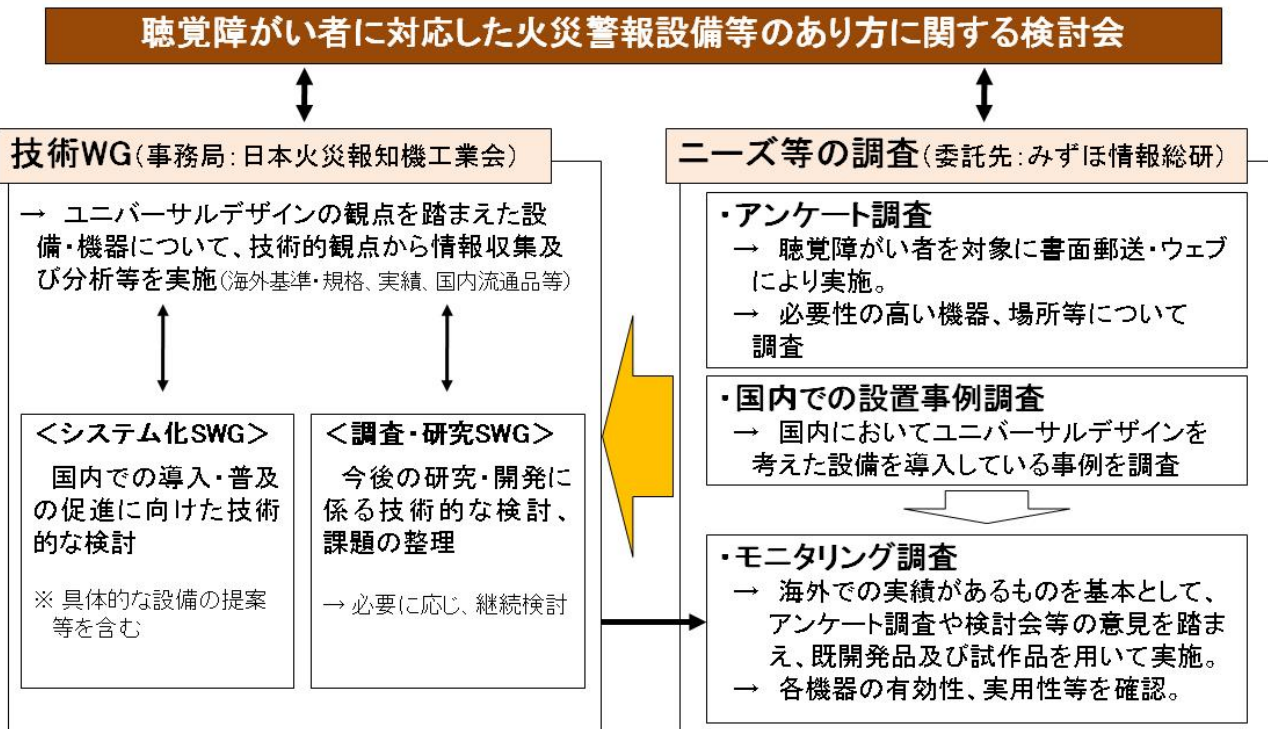 聴覚障がい者に対応した火災警報設備等のあり方に関する検討会
技術WG(事務局:日本火災報知機工業会)
→ ユニバーサルデザインの観点を踏まえた設
備・機器について、技術的観点から情報収集及
び分析等を実施(海外基準・規格、実績、国内流通品等)
<システム化SWG>
国内での導入・普及
の促進に向けた技術
的な検討
※ 具体的な設備の提案
等を含む
<調査・研究SWG>
今後の研究・開発に
係る技術的な検討、
課題の整理
→ 必要に応じ、継続検討
ニーズ等の調査(委託先:みずほ情報総研)
・アンケート調査
→ 聴覚障がい者を対象に書面郵送・ウェブ
により実施。
→ 必要性の高い機器、場所等について
調査
・国内での設置事例調査
→ 国内においてユニバーサルデザインを
考えた設備を導入している事例を調査
・モニタリング調査
→ 海外での実績があるものを基本として、
アンケート調査や検討会等の意見を踏ま
え、既開発品及び試作品を用いて実施。
→ 各機器の有効性、実用性等を確認。